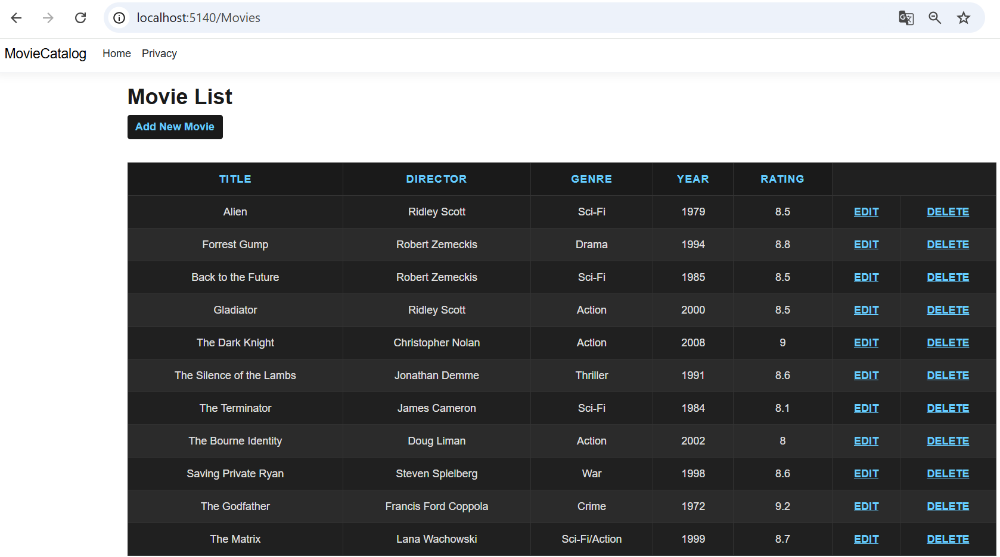 localhost:5140/Movies
MovieCatalog Home Privacy
Movie List
Add New Movie
TITLE DIRECTOR GENRE YEAR RATING
Alien Ridley Scott Sci-Fi 1979 8.5 EDIT DELETE
Forrest Gump Robert Zemeckis Drama 1994 8.8 EDIT DELETE
Back to the Future Robert Zemeckis Sci-Fi 1985 8.5 EDIT DELETE
Gladiator Ridley Scott Action 2000 8.5 EDIT DELETE
The Dark Knight Christopher Nolan Action 2008 9 EDIT DELETE
The Silence of the Lambs Jonathan Demme Thriller 1991 8.6 EDIT DELETE
The Terminator James Cameron Sci-Fi 1984 8.1 EDIT DELETE
The Bourne Identity Doug Liman Action 2002 8 EDIT DELETE
Saving Private Ryan Steven Spielberg War 1998 8.6 EDIT DELETE
The Godfather Francis Ford Coppola Crime 1972 9.2 EDIT DELETE
The Matrix Lana Wachowski Sci-Fi/Action 1999 8.7 EDIT DELETE